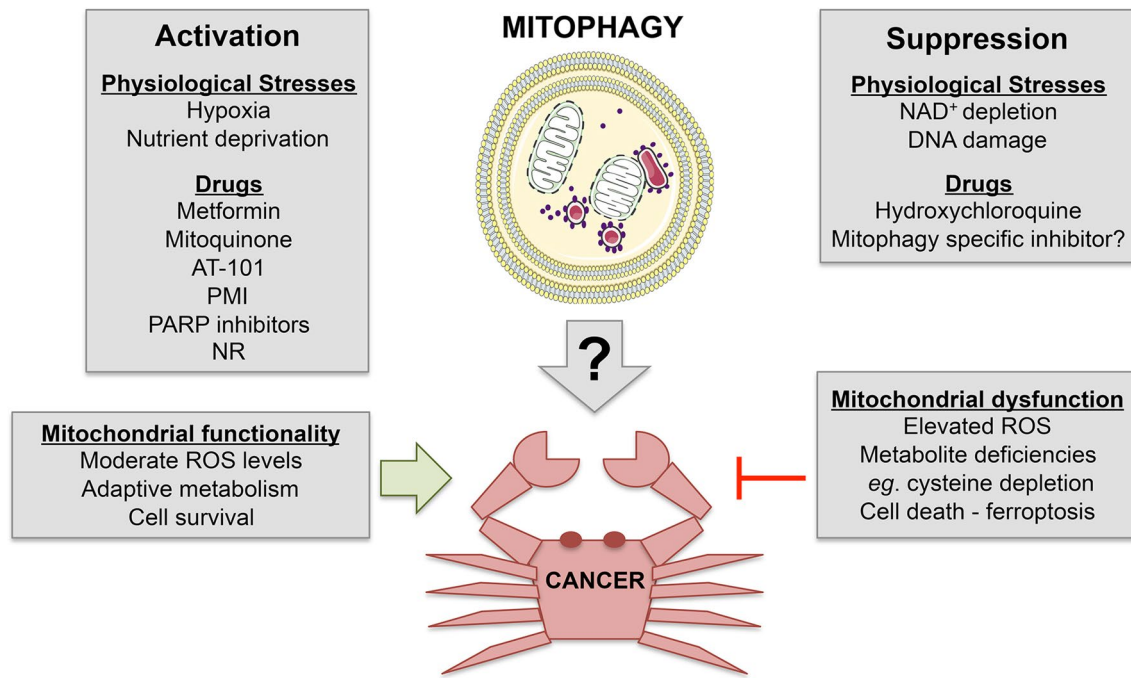 Activation
Physiological Stresses
Hypoxia
Nutrient deprivation
Drugs
Metformin
Mitoquinone
AT-101
PMI
PARP inhibitors
NR
MITOPHAGY
Suppression
Physiological Stresses
NAD⁺ depletion
DNA damage
Drugs
Hydroxychloroquine
Mitophagy specific inhibitor?
?
Mitochondrial functionality
Moderate ROS levels
Adaptive metabolism
Cell survival
Mitochondrial dysfunction
Elevated ROS
Metabolite deficiencies
eg. cysteine depletion
Cell death - ferroptosis
CANCER